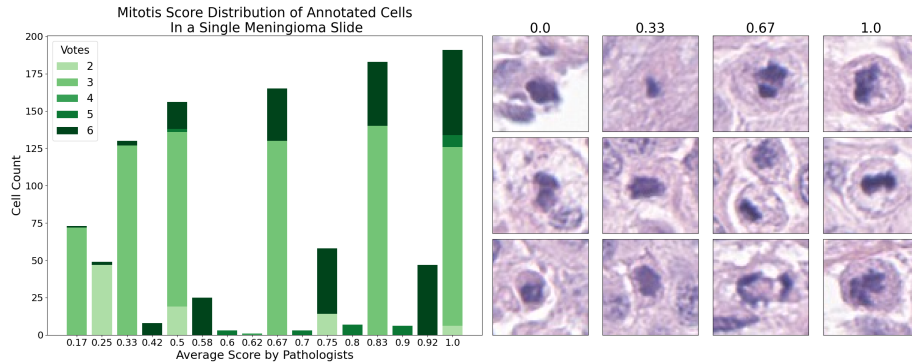 Mitotis Score Distribution of Annotated Cells
In a Single Meningioma Slide
Cell Count
200
175
150
125
100
75
50
25
0
Votes
2
3
4
5
6
0.17 0.25 0.33 0.42 0.5 0.58 0.6 0.62 0.67 0.7 0.75 0.8 0.83 0.9 0.92 1.0
Average Score by Pathologists
0.0 0.33 0.67 1.0